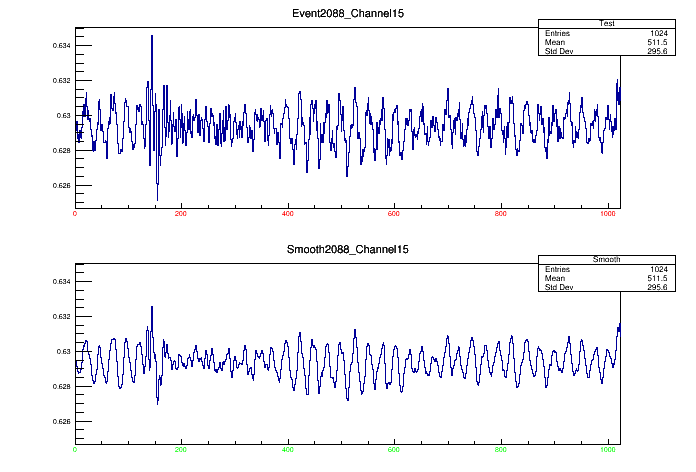 Event2088_Channel15
Test
Entries 1024
Mean 511.5
Std Dev 295.6
0.634
0.632
0.63
0.628
0.626
0 200 400 600 800 1000
Smooth2088_Channel15
Smooth
Entries 1024
Mean 511.5
Std Dev 295.6
0.634
0.632
0.63
0.628
0.626
0 200 400 600 800 1000